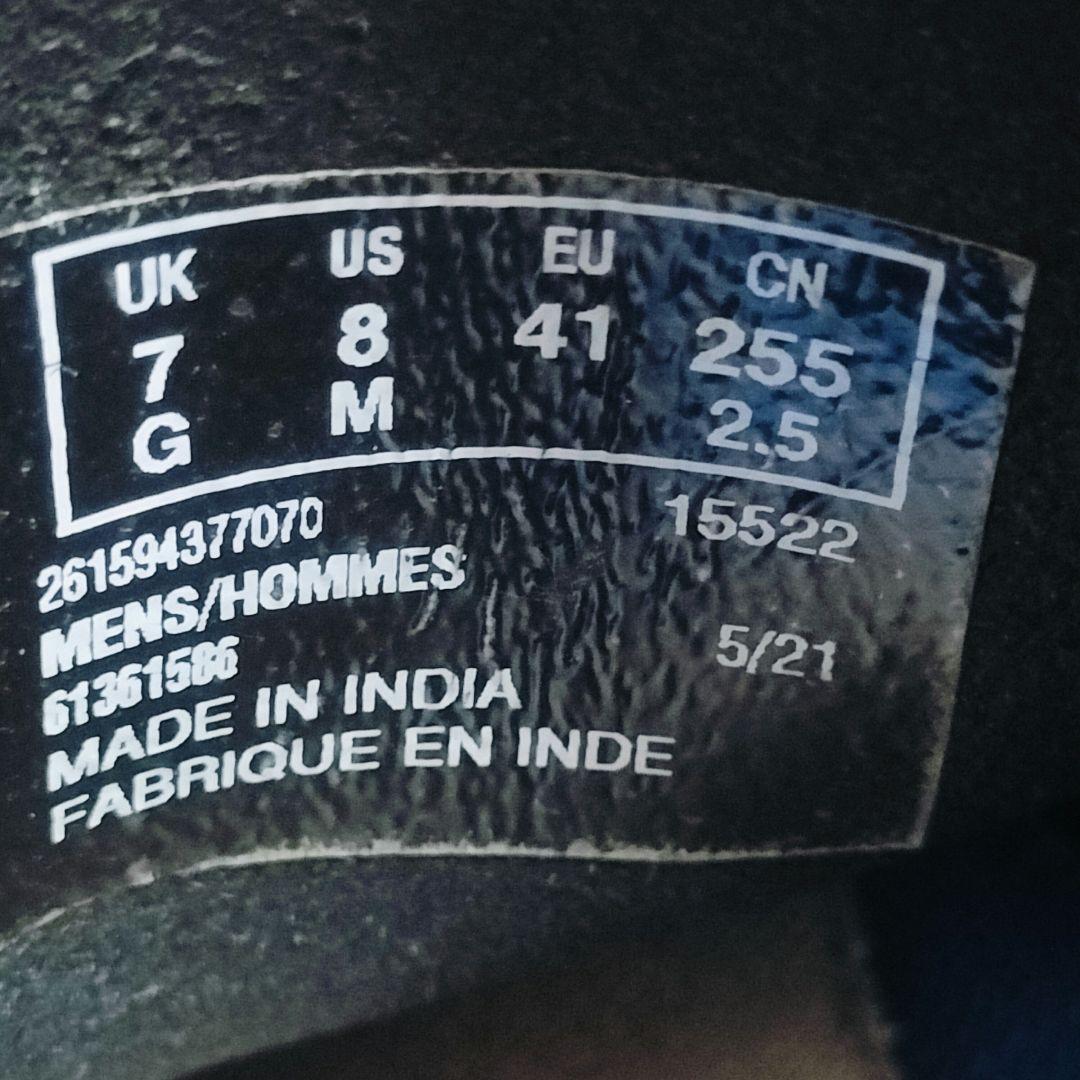 UK US EU CN
7 8 41 255
G M 2.5
261594377070 15522
MENS/HOMMES
61361586 5/21
MADE IN INDIA
FABRIQUE EN INDE